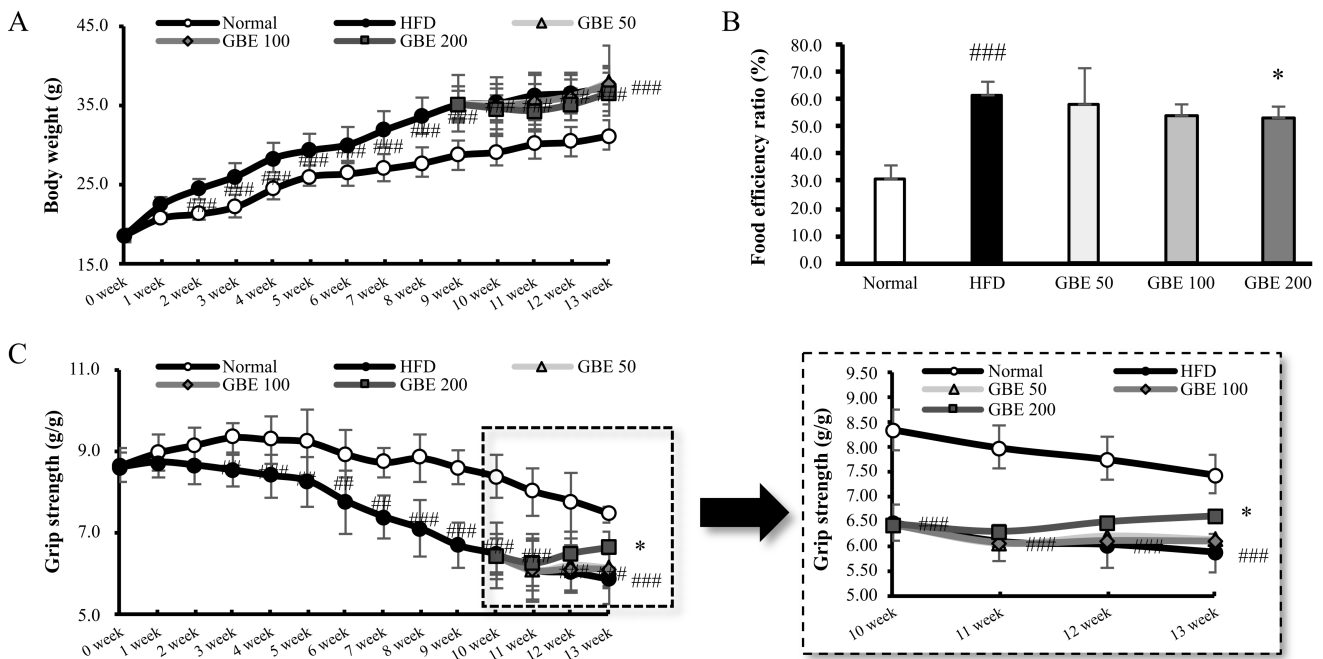 A
Normal HFD GBE 50
GBE 100 GBE 200
Body weight (g)
45.0
35.0
25.0
15.0
### ### ### ### ### ### ### ### ### ### ### ###
###
0 week 1 week 2 week 3 week 4 week 5 week 6 week 7 week 8 week 9 week 10 week 11 week 12 week 13 week
B
Food efficiency ratio (%)
80.0
70.0
60.0
50.0
40.0
30.0
20.0
10.0
0.0
###
*
Normal HFD GBE 50 GBE 100 GBE 200
C
Normal HFD GBE 50
GBE 100 GBE 200
Grip strength (g/g)
11.0
9.0
7.0
5.0
## ## ### ###
*
###
0 week 1 week 2 week 3 week 4 week 5 week 6 week 7 week 8 week 9 week 10 week 11 week 12 week 13 week
Normal HFD
GBE 50 GBE 100
GBE 200
Grip strength (g/g)
9.50
9.00
8.50
8.00
7.50
7.00
6.50
6.00
5.50
5.00
### ### ###
*
###
10 week 11 week 12 week 13 week